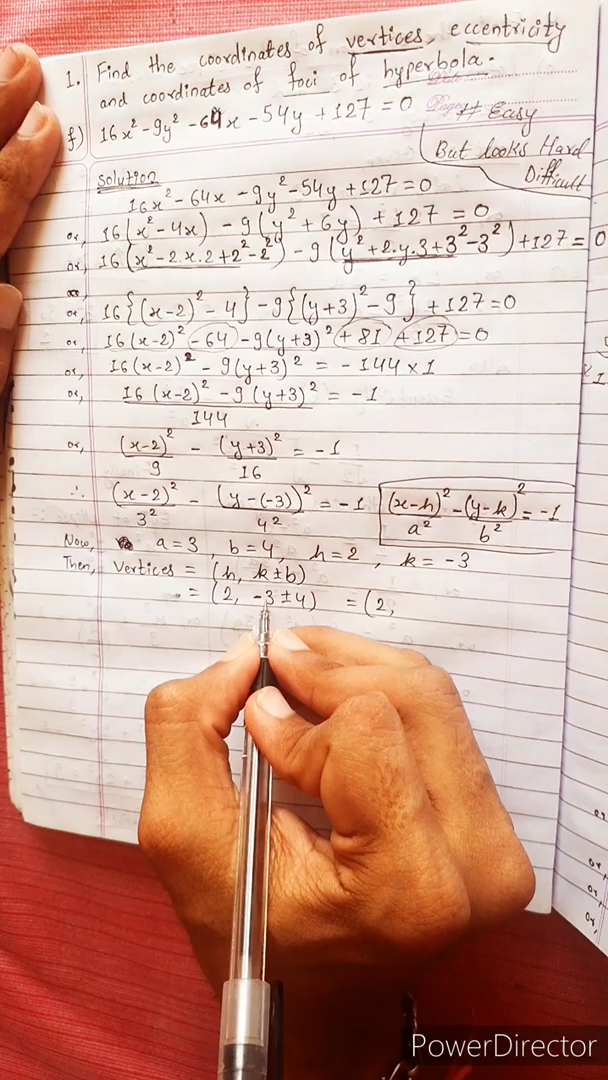 1. Find the coordinates of vertices, eccentricity
and coordinates of foci of hyperbola.
f) 16x² - 9y² - 64x - 54y + 127 = 0
# Easy
But looks Hard
Difficult
Solution
16x² - 64x - 9y² - 54y + 127 = 0
or, 16(x² - 4x) - 9(y² + 6y) + 127 = 0
or, 16(x² - 2x.2 + 2² - 2²) - 9(y² + 2.y.3 + 3² - 3²) + 127 = 0
or, 16{(x-2)² - 4} - 9{(y+3)² - 9} + 127 = 0
or, 16(x-2)² - 64 - 9(y+3)² + 81 + 127 = 0
or, 16(x-2)² - 9(y+3)² = -144 × 1
or, 16(x-2)² - 9(y+3)² / 144 = -1
or, (x-2)²/9 - (y+3)²/16 = -1
∴ (x-2)²/3² - (y-(-3))²/4² = -1
(x-h)²/a² - (y-k)²/b² = -1
Now, a = 3, b = 4, h = 2, k = -3
Then, vertices = (h, k±b)
= (2, -3±4) = (2,
PowerDirector